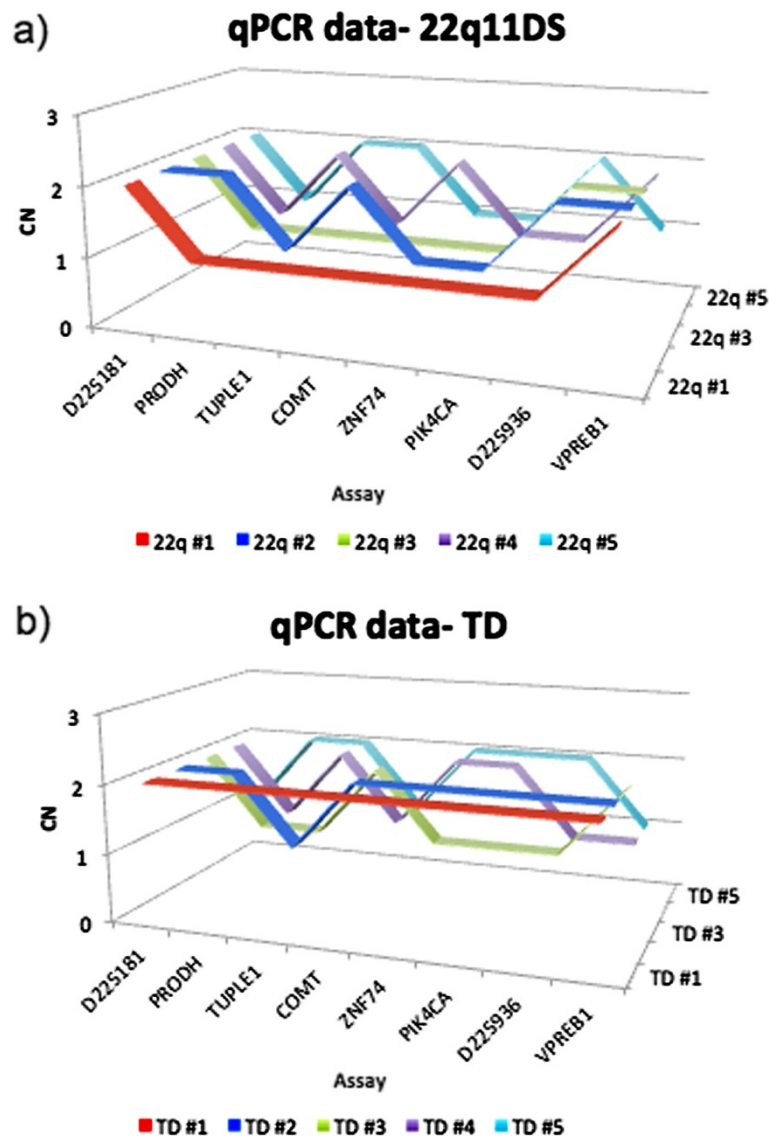 a)
qPCR data- 22q11DS
3
2
1
0
CN
D22S181
PRODH
TUPLE1
COMT
ZNF74
PIK4CA
D22S936
VPREB1
22q #5
22q #3
22q #1
Assay
22q #1 22q #2 22q #3 22q #4 22q #5
b)
qPCR data- TD
3
2
1
0
CN
D22S181
PRODH
TUPLE1
COMT
ZNF74
PIK4CA
D22S936
VPREB1
TD #5
TD #3
TD #1
Assay
TD #1 TD #2 TD #3 TD #4 TD #5